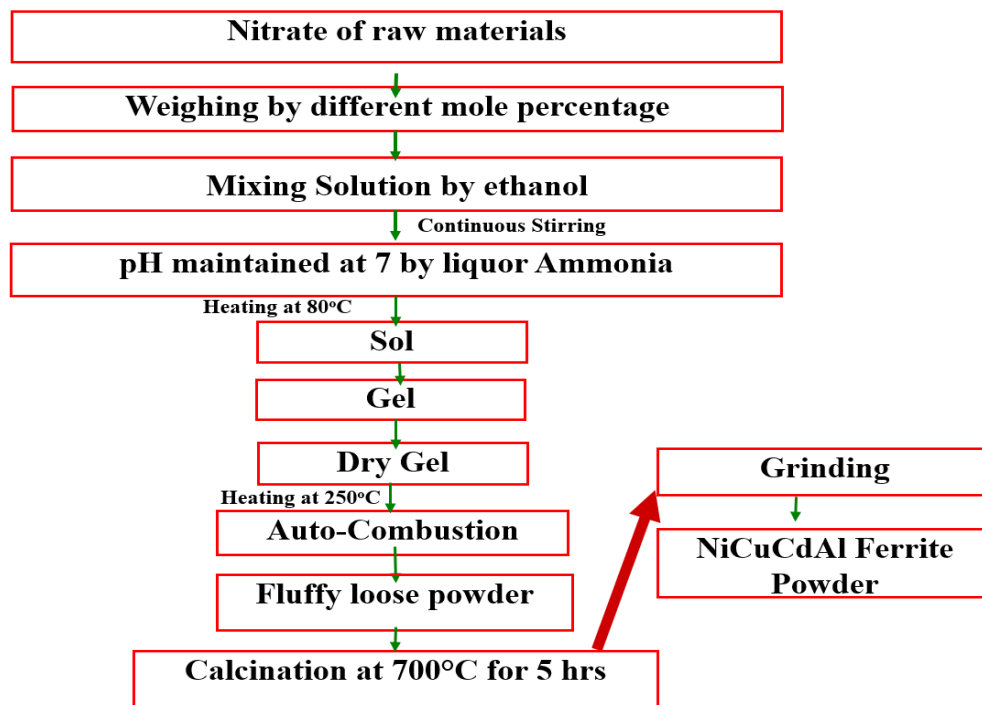 Nitrate of raw materials
Weighing by different mole percentage
Mixing Solution by ethanol
Continuous Stirring
pH maintained at 7 by liquor Ammonia
Heating at 80°C
Sol
Gel
Dry Gel
Heating at 250°C
Auto-Combustion
Fluffy loose powder
Calcination at 700°C for 5 hrs
Grinding
NiCuCdAl Ferrite
Powder